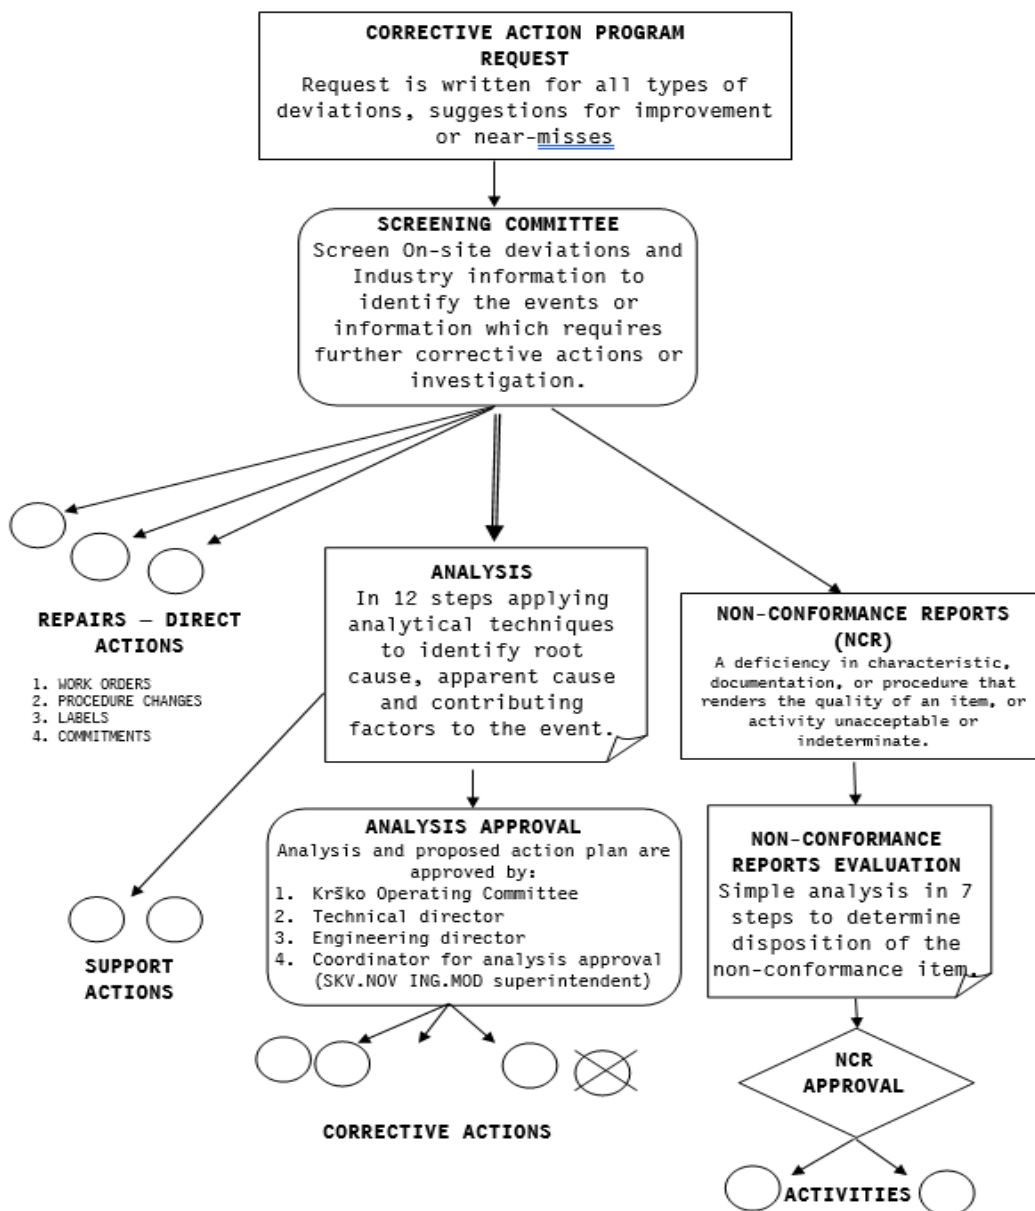 CORRECTIVE ACTION PROGRAM
REQUEST
Request is written for all types of
deviations, suggestions for improvement
or near-misses
SCREENING COMMITTEE
Screen On-site deviations and
Industry information to
identify the events or
information which requires
further corrective actions or
investigation.
REPAIRS – DIRECT
ACTIONS
1. WORK ORDERS
2. PROCEDURE CHANGES
3. LABELS
4. COMMITMENTS
ANALYSIS
In 12 steps applying
analytical techniques
to identify root
cause, apparent cause
and contributing
factors to the event.
NON-CONFORMANCE REPORTS
(NCR)
A deficiency in characteristic,
documentation, or procedure that
renders the quality of an item, or
activity unacceptable or
indeterminate.
SUPPORT
ACTIONS
ANALYSIS APPROVAL
Analysis and proposed action plan are
approved by:
1. Krško Operating Committee
2. Technical director
3. Engineering director
4. Coordinator for analysis approval
(SKV.NOV ING.MOD superintendent)
CORRECTIVE ACTIONS
NON-CONFORMANCE
REPORTS EVALUATION
Simple analysis in 7
steps to determine
disposition of the
non-conformance item.
NCR
APPROVAL
ACTIVITIES